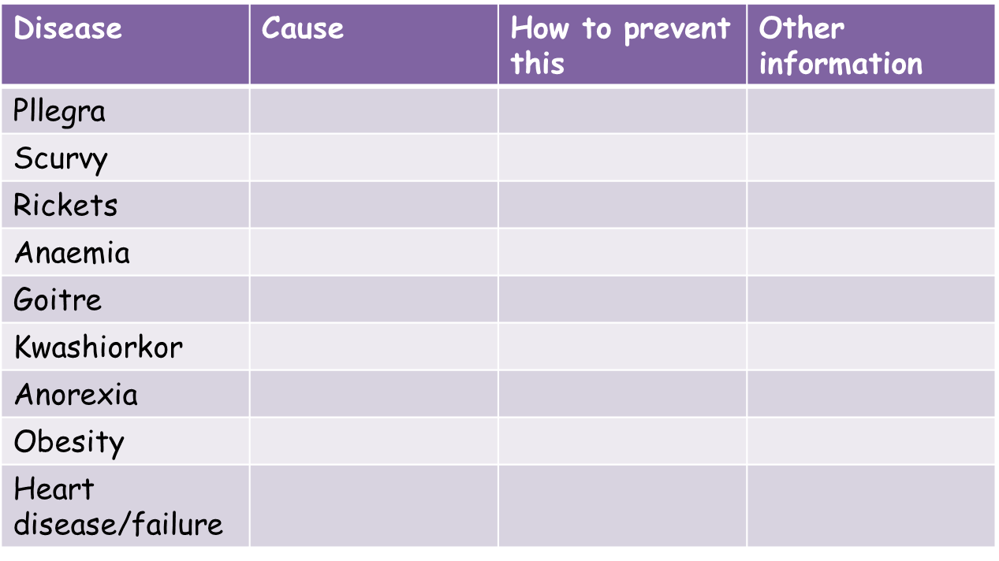 Disease
Cause
How to prevent
this
Other
information
Pllegra
Scurvy
Rickets
Anaemia
Goitre
Kwashiorkor
Anorexia
Obesity
Heart
disease/failure